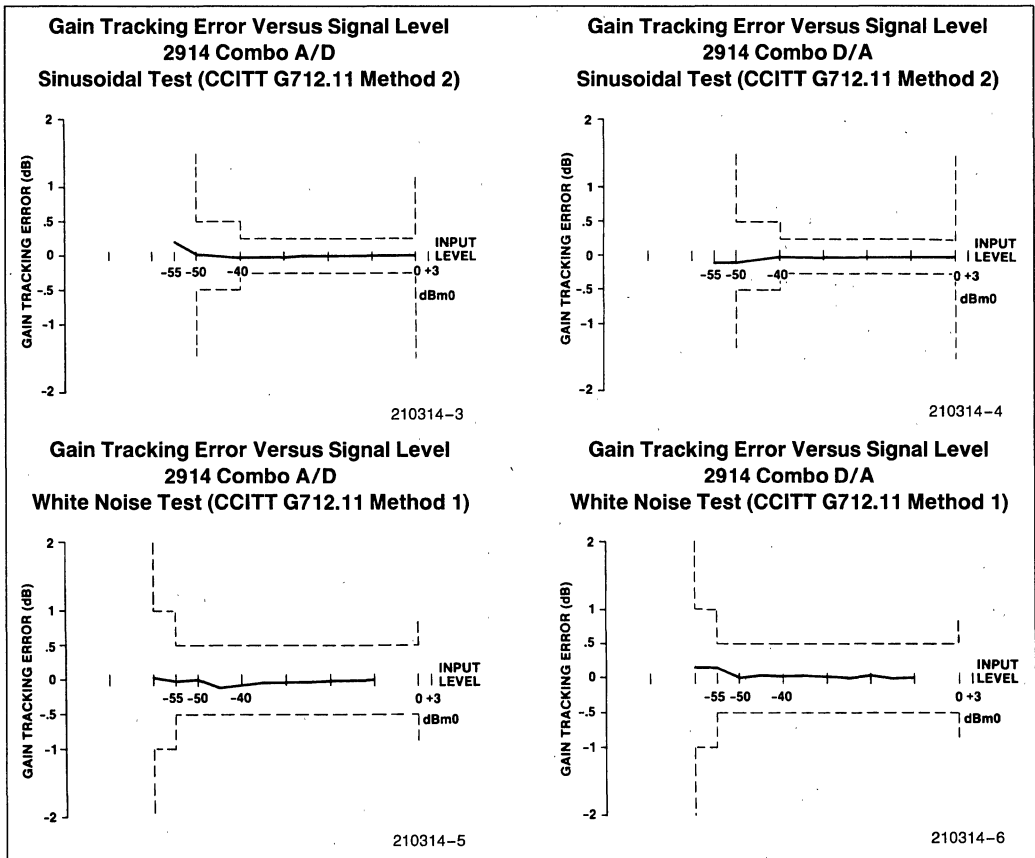 Gain Tracking Error Versus Signal Level
2914 Combo A/D
Sinusoidal Test (CCITT G712.11 Method 2)
GAIN TRACKING ERROR (dB)
2
1
.5
0
-.5
-1
-2
-55 -50 -40 0 +3
INPUT
LEVEL
dBm0
210314-3
Gain Tracking Error Versus Signal Level
2914 Combo D/A
Sinusoidal Test (CCITT G712.11 Method 2)
GAIN TRACKING ERROR (dB)
2
1
.5
0
-.5
-1
-2
-55 -50 -40 0 +3
INPUT
LEVEL
dBm0
210314-4
Gain Tracking Error Versus Signal Level
2914 Combo A/D
White Noise Test (CCITT G712.11 Method 1)
GAIN TRACKING ERROR (dB)
2
1
.5
0
-.5
-1
-2
-55 -50 -40 0 +3
INPUT
LEVEL
dBm0
210314-5
Gain Tracking Error Versus Signal Level
2914 Combo D/A
White Noise Test (CCITT G712.11 Method 1)
GAIN TRACKING ERROR (dB)
2
1
.5
0
-.5
-1
-2
-55 -50 -40 0 +3
INPUT
LEVEL
dBm0
210314-6